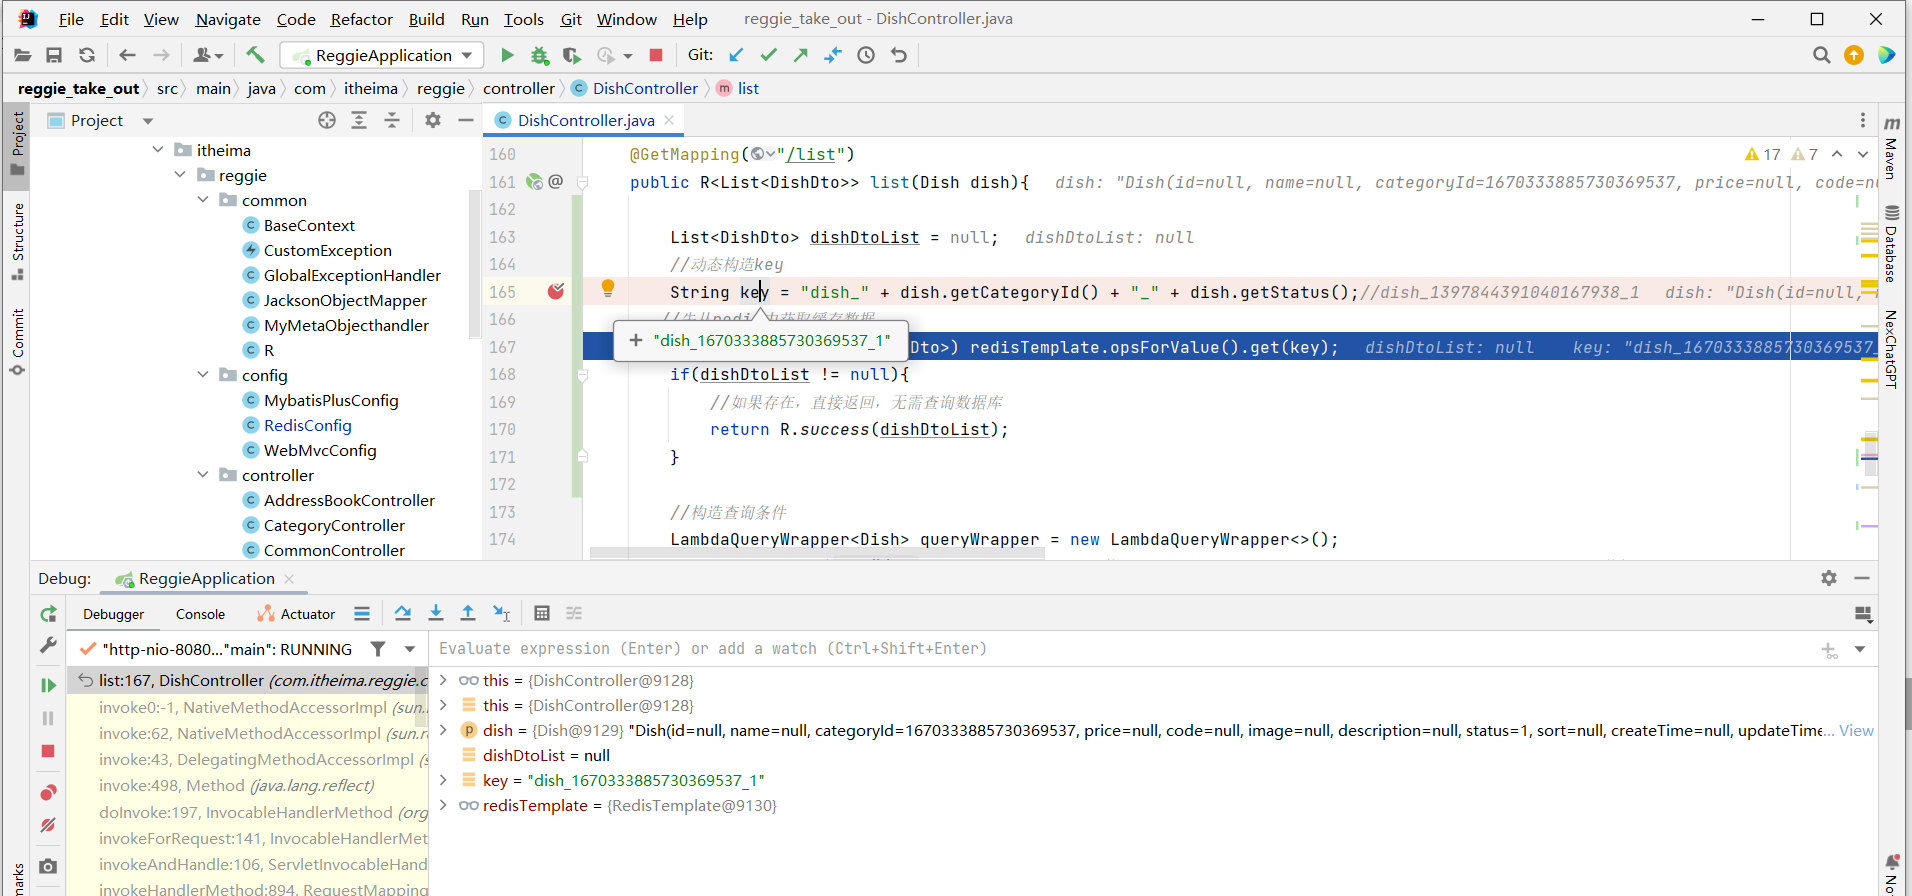 File Edit View Navigate Code Refactor Build Run Tools Git Window Help reggie_take_out - DishController.java
ReggieApplication Git:
reggie_take_out src main java com itheima reggie controller DishController list
Project
DishController.java
Project
Structure
Commit
marks
itheima
reggie
common
BaseContext
CustomException
GlobalExceptionHandler
JacksonObjectMapper
MyMetaObjecthandler
R
config
MybatisPlusConfig
RedisConfig
WebMvcConfig
controller
AddressBookController
CategoryController
CommonController
17 7
160 @GetMapping("/list")
161 public R<List<DishDto>> list(Dish dish){ dish: "Dish(id=null, name=null, categoryId=1670333885730369537, price=null, code=nu
162
163 List<DishDto> dishDtoList = null; dishDtoList: null
164 //动态构造key
165 String key = "dish_" + dish.getCategoryId() + "_" + dish.getStatus();//dish_1397844391040167938_1 dish: "Dish(id=null,
166
+ "dish_1670333885730369537_1"
167 Dto>) redisTemplate.opsForValue().get(key); dishDtoList: null key: "dish_1670333885730369537_
168 if(dishDtoList != null){
169 //如果存在，直接返回，无需查询数据库
170 return R.success(dishDtoList);
171 }
172
173 //构造查询条件
174 LambdaQueryWrapper<Dish> queryWrapper = new LambdaQueryWrapper<>();
Maven
Database
NexChatGPT
No
Debug: ReggieApplication
Debugger Console Actuator
"http-nio-8080..."main": RUNNING
list:167, DishController (com.itheima.reggie.c
invoke0:-1, NativeMethodAccessorImpl (sun.
invoke:62, NativeMethodAccessorImpl (sun.re
invoke:43, DelegatingMethodAccessorImpl (s
invoke:498, Method (java.lang.reflect)
doInvoke:197, InvocableHandlerMethod (org
invokeForRequest:141, InvocableHandlerMet
invokeAndHandle:106, ServletInvocableHand
invokeHandlerMethod:894, RequestMapping
Evaluate expression (Enter) or add a watch (Ctrl+Shift+Enter)
this = {DishController@9128}
this = {DishController@9128}
dish = {Dish@9129} "Dish(id=null, name=null, categoryId=1670333885730369537, price=null, code=null, image=null, description=null, status=1, sort=null, createTime=null, updateTime... View
dishDtoList = null
key = "dish_1670333885730369537_1"
redisTemplate = {RedisTemplate@9130}